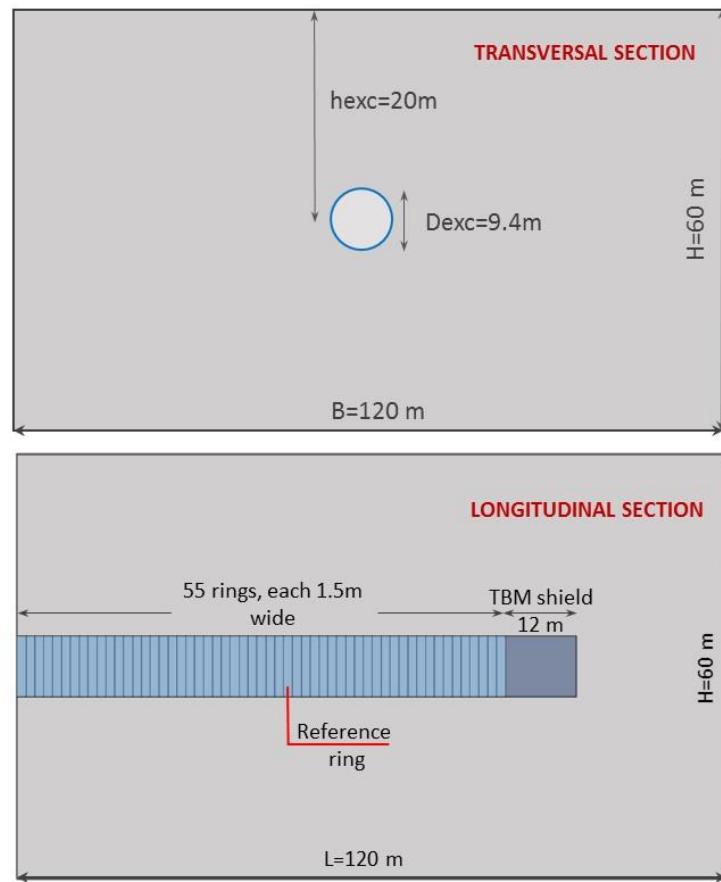 TRANSVERSAL SECTION
hexc=20m
Dexc=9.4m
H=60 m
B=120 m
LONGITUDINAL SECTION
55 rings, each 1.5m
wide
TBM shield
12 m
H=60 m
Reference
ring
L=120 m